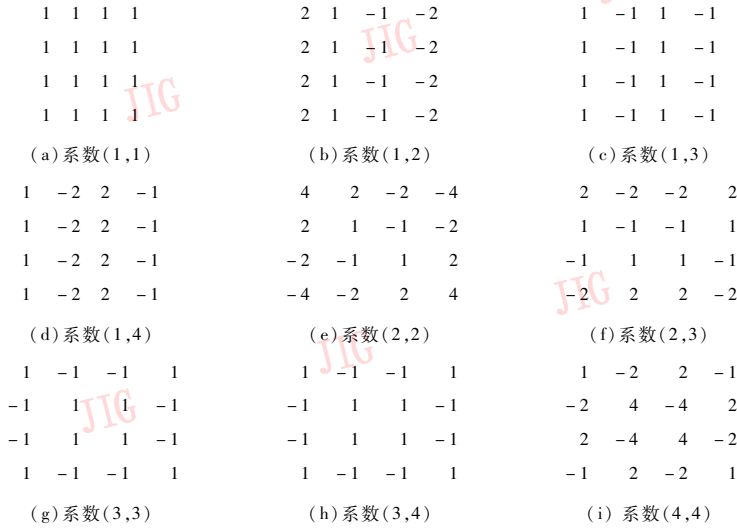 1 1 1 1 2 1 −1 −2 1 −1 1 −1
1 1 1 1 2 1 −1 −2 1 −1 1 −1
1 1 1 1 2 1 −1 −2 1 −1 1 −1
1 1 1 1 2 1 −1 −2 1 −1 1 −1
(a)系数(1,1) (b)系数(1,2) (c)系数(1,3)
1 −2 2 −1 4 2 −2 −4 2 −2 −2 2
1 −2 2 −1 2 1 −1 −2 1 −1 −1 1
1 −2 2 −1 −2 −1 1 2 −1 1 1 −1
1 −2 2 −1 −4 −2 2 4 −2 2 2 −2
(d)系数(1,4) (e)系数(2,2) (f)系数(2,3)
1 −1 −1 1 1 −1 −1 1 1 −2 2 −1
−1 1 1 −1 −1 1 1 −1 −2 4 −4 2
−1 1 1 −1 −1 1 1 −1 2 −4 4 −2
1 −1 −1 1 1 −1 −1 1 −1 2 −2 1
(g)系数(3,3) (h)系数(3,4) (i) 系数(4,4)
JIG
JIG
JIG
JIG
JIG